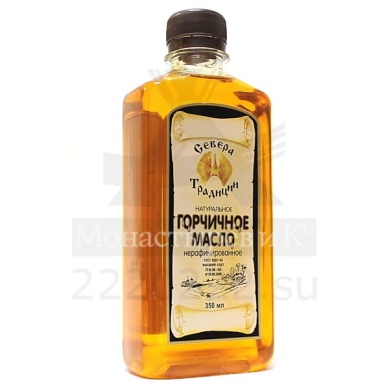 Севера
Традиции
НАТУРАЛЬНОЕ
ГОРЧИЧНОЕ
МАСЛО
нерафинированное
350 мл